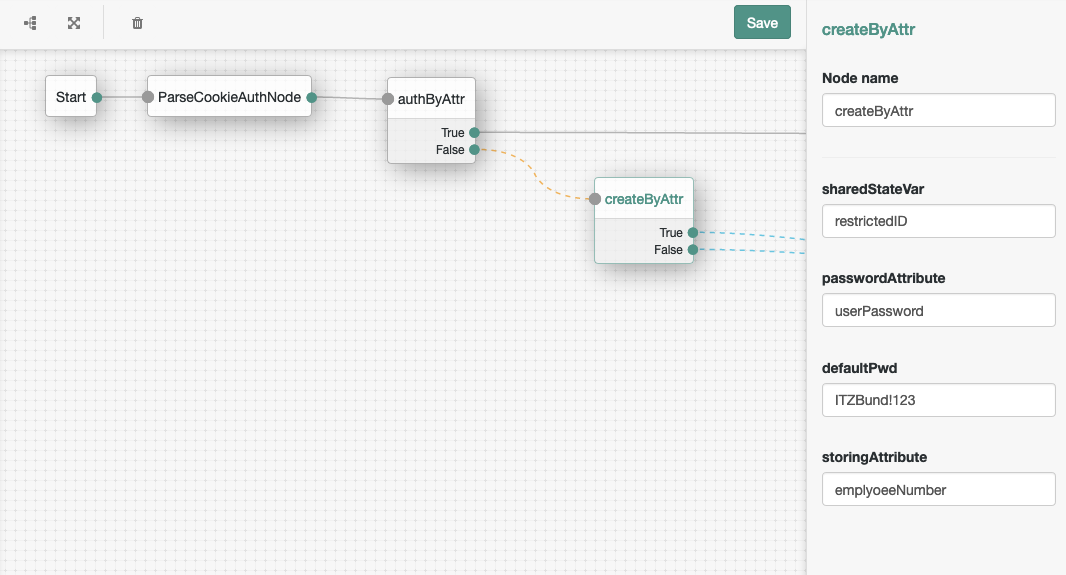 Save
Start
ParseCookieAuthNode
authByAttr
True
False
createByAttr
True
False
createByAttr
Node name
createByAttr
sharedStateVar
restrictedID
passwordAttribute
userPassword
defaultPwd
ITZBund!123
storingAttribute
emplyoeeNumber